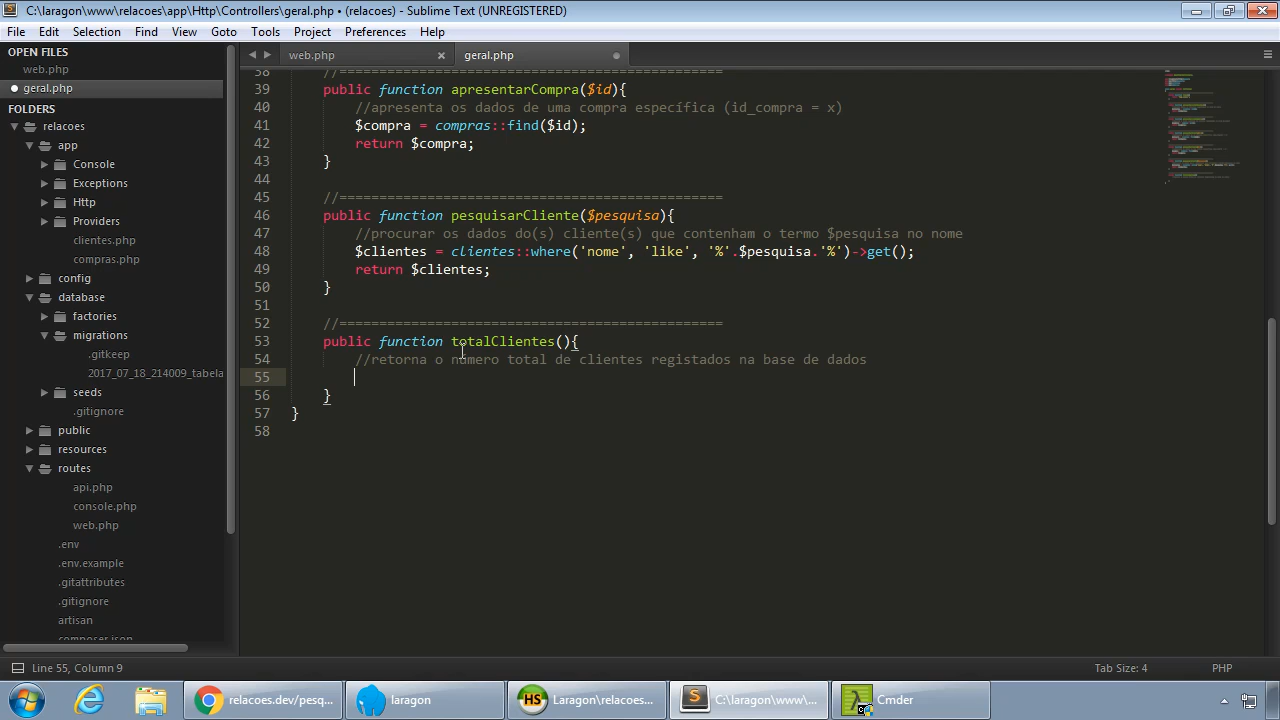 C:\laragon\www\relacoes\app\Http\Controllers\geral.php • (relacoes) - Sublime Text (UNREGISTERED)
File Edit Selection Find View Goto Tools Project Preferences Help
OPEN FILES
web.php
geral.php
FOLDERS
relacoes
app
Console
Exceptions
Http
Providers
clientes.php
compras.php
config
database
factories
migrations
.gitkeep
2017_07_18_214009_tabela
seeds
.gitignore
public
resources
routes
api.php
console.php
web.php
.env
.env.example
.gitattributes
.gitignore
artisan
composer.json
web.php geral.php
38 //================================================
39 public function apresentarCompra($id){
40 //apresenta os dados de uma compra específica (id_compra = x)
41 $compra = compras::find($id);
42 return $compra;
43 }
44
45 //================================================
46 public function pesquisarCliente($pesquisa){
47 //procurar os dados do(s) cliente(s) que contenham o termo $pesquisa no nome
48 $clientes = clientes::where('nome', 'like', '%'.$pesquisa.'%')->get();
49 return $clientes;
50 }
51
52 //================================================
53 public function totalClientes(){
54 //retorna o número total de clientes registados na base de dados
55
56 }
57 }
58
Line 55, Column 9 Tab Size: 4 PHP
relacoes.dev/pesq... laragon Laragon\relacoes... C:\laragon\www\... Cmder